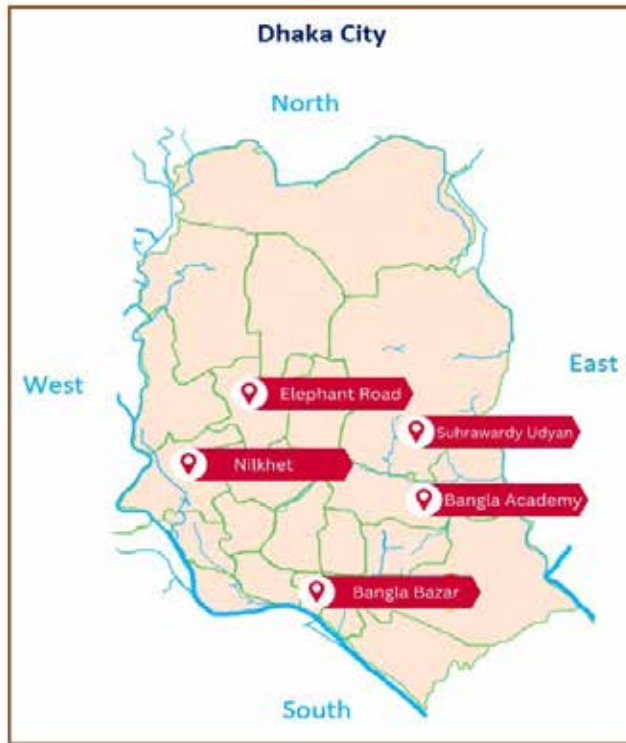 Dhaka City
North
West
East
Elephant Road
Suhrawardy Udyan
Nilkhet
Bangla Academy
Bangla Bazar
South